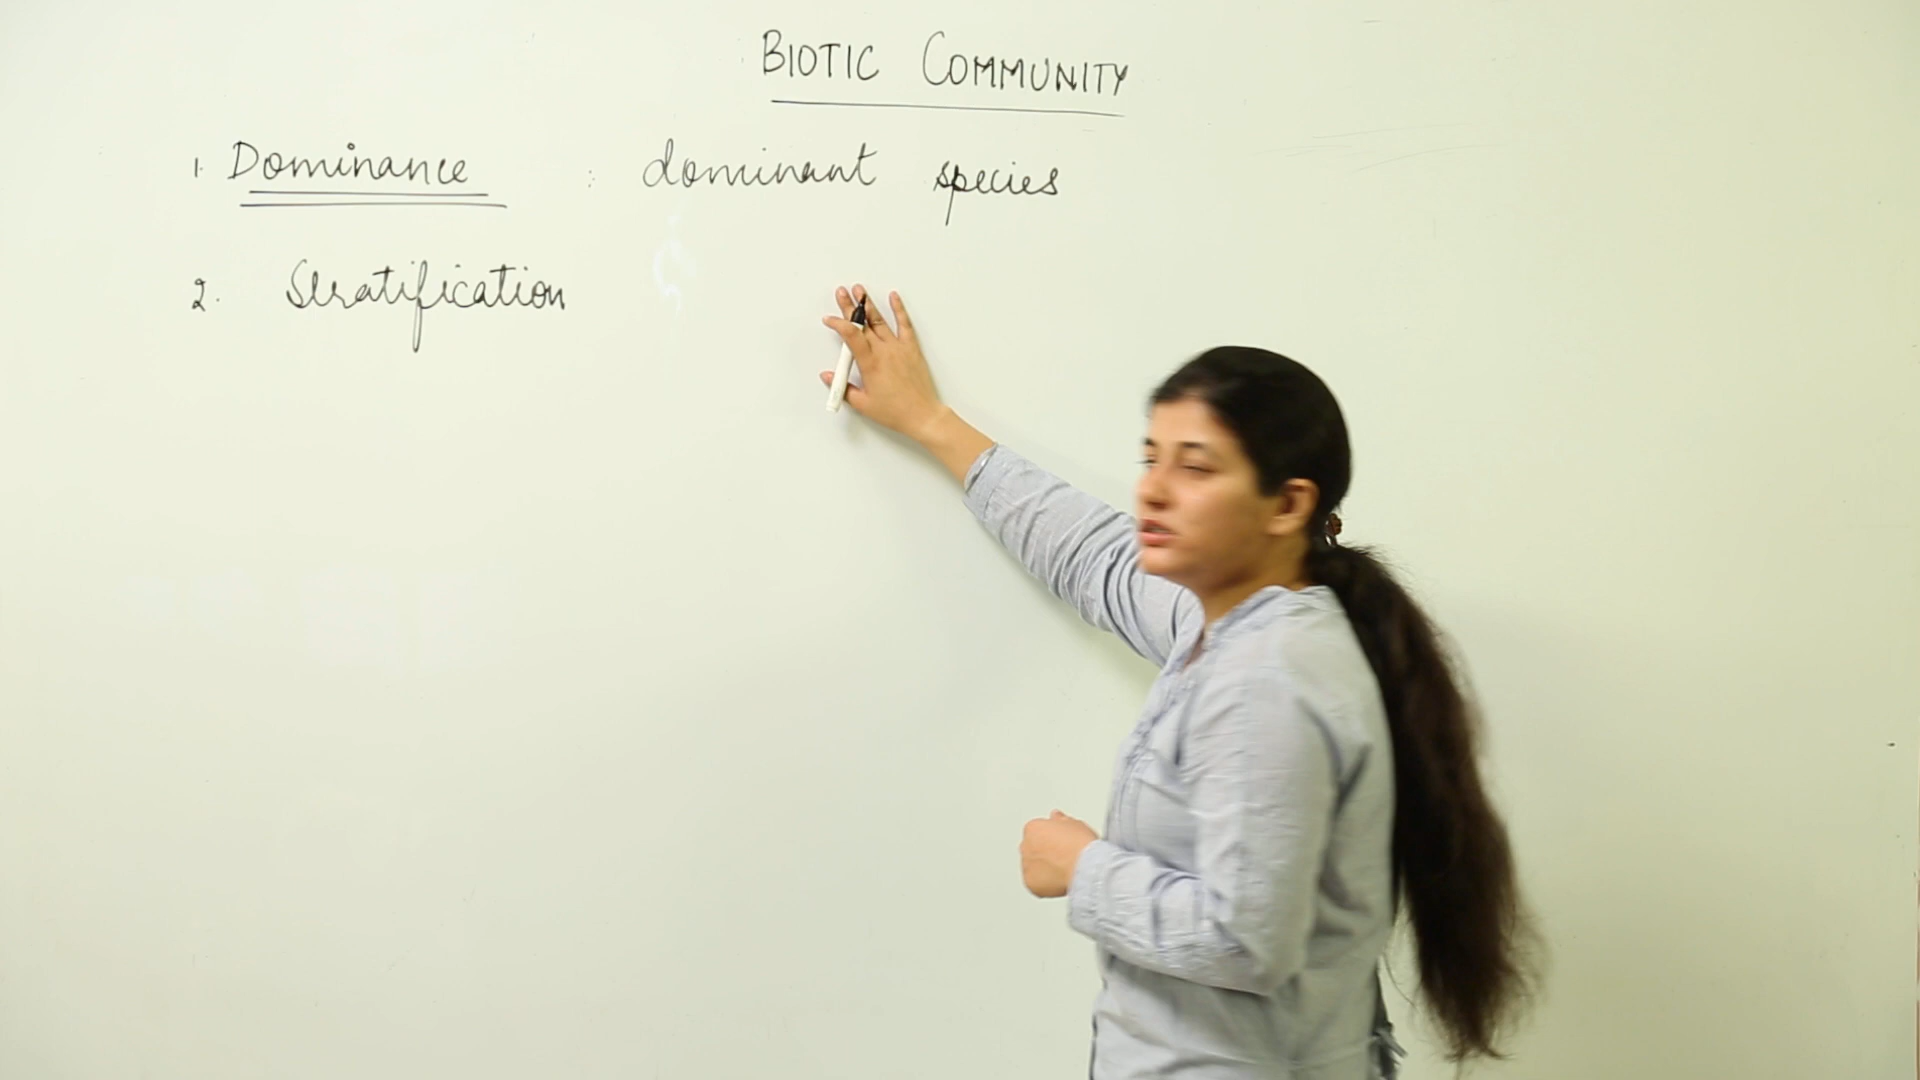 BIOTIC COMMUNITY
1. Dominance : dominant species
2. Stratification